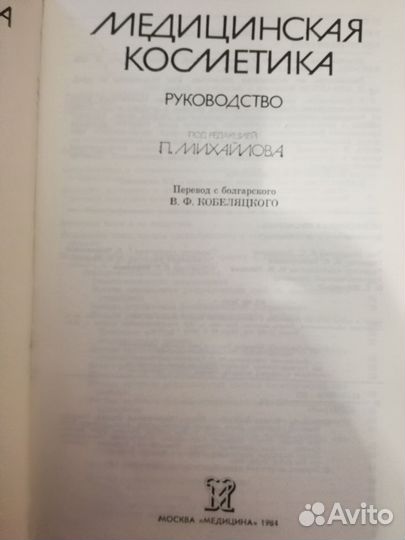 А
МЕДИЦИНСКАЯ
КОСМЕТИКА
РУКОВОДСТВО
ПОД РЕДАКЦИЕЙ
П. МИХАЙЛОВА
Перевод с болгарского
В. Ф. КОБЕЛЯЦКОГО
МОСКВА «МЕДИЦИНА» 1984
Avito